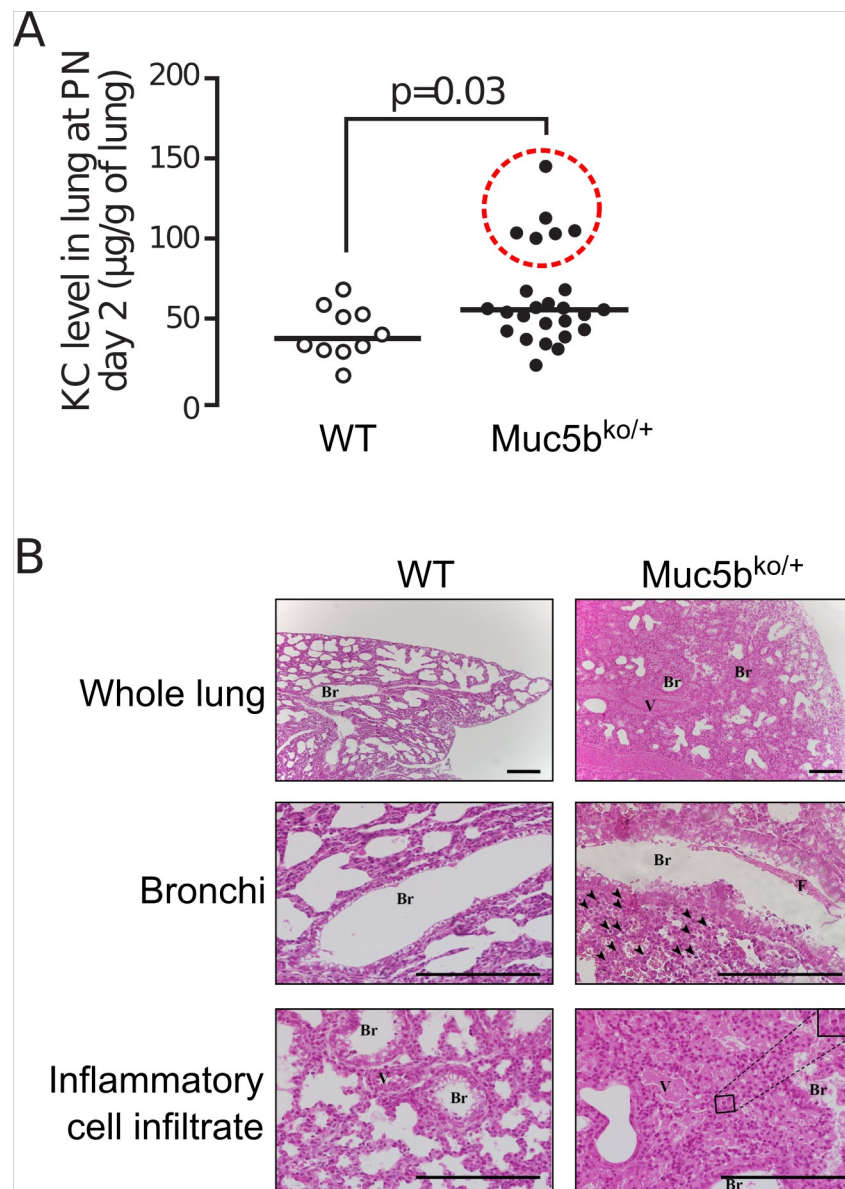 A
KC level in lung at PN
day 2 (µg/g of lung)
200
150
100
50
0
p=0.03
WT
Muc5b^ko/+
B
WT
Muc5b^ko/+
Whole lung
Br
Br
Br
V
Bronchi
Br
Br
F
Inflammatory
cell infiltrate
Br
V
Br
V
Br
Br